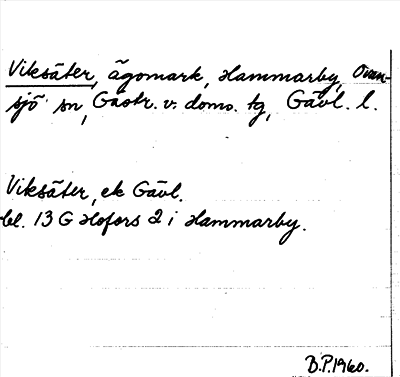 Viksäter, ägomark, Hammarby, Ovan-
sjö sn, Gästr. v. doms. tg, Gävl. l.
Viksäter, ek Gävl.
bl. 13 G Hofors 2 i Hammarby.
B.P. 1960.